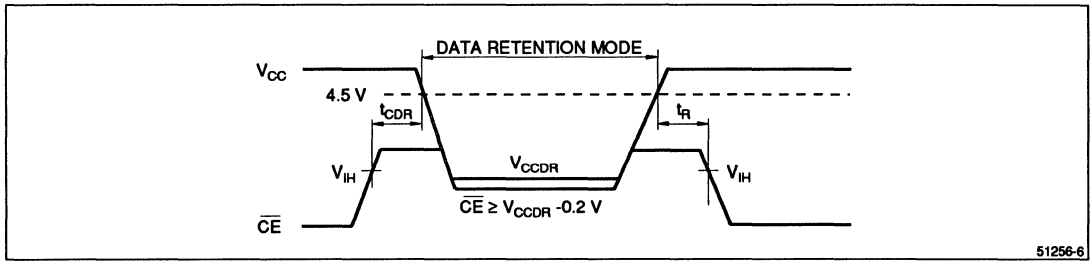 DATA RETENTION MODE
VCC
4.5 V
tCDR
tR
VIH
VCCDR
VIH
CE ≥ VCCDR -0.2 V
CE
51256-6